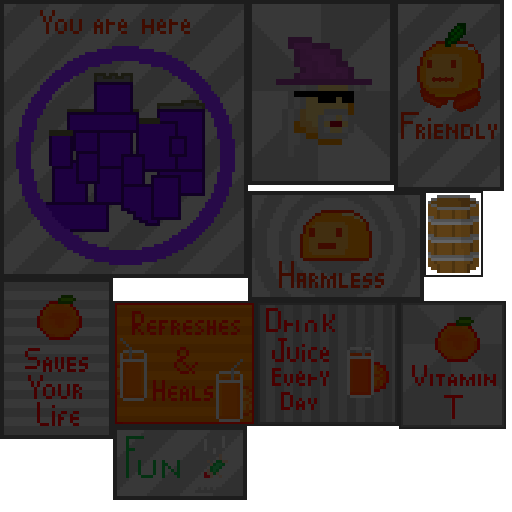 You are here
Friendly
Harmless
Saves
Your
Life
Refreshes
&
Heals
Drink
Juice
Every
Day
Vitamin
T
Fun